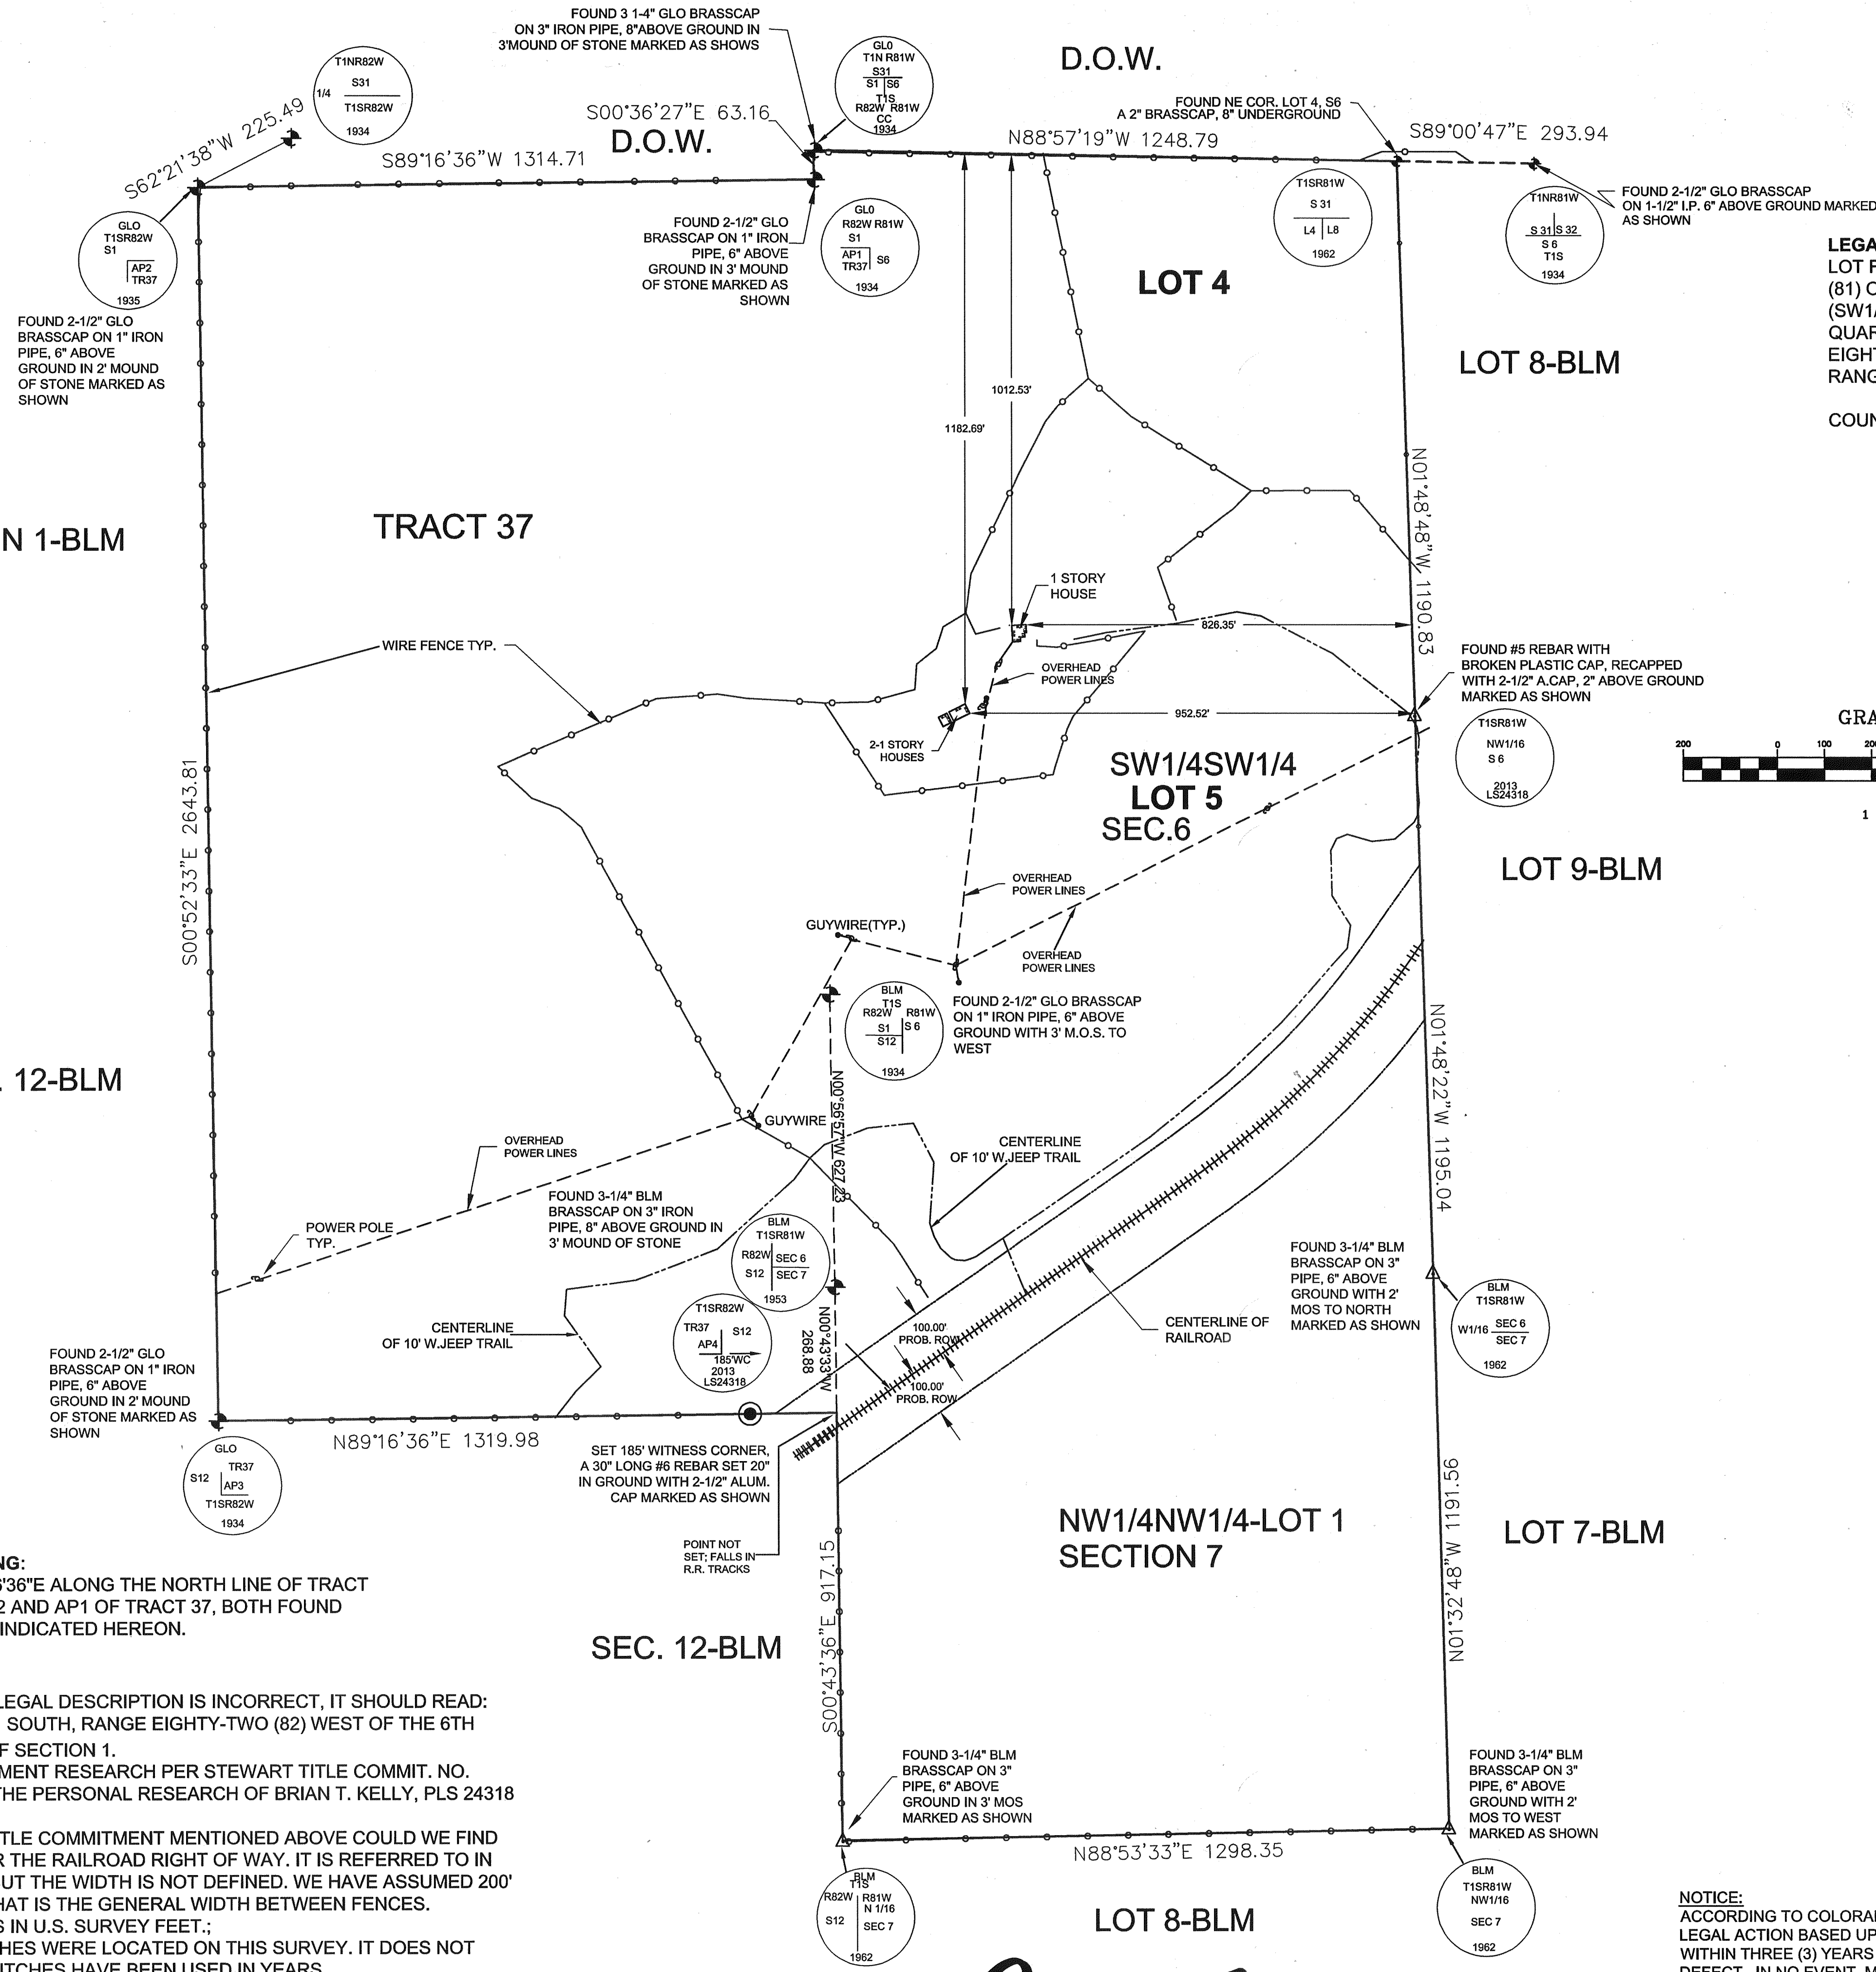 FOUND 3 1-4" GLO BRASSCAP
ON 3" IRON PIPE, 8"ABOVE GROUND IN
3'MOUND OF STONE MARKED AS SHOWS
T1NR82W
S31
1/4
T1SR82W
1934
GL0
T1N R81W
S31
S1 S6
T1S
R82W R81W
CC
1934
D.O.W.
S00°36'27"E 63.16
D.O.W.
FOUND NE COR. LOT 4, S6
A 2" BRASSCAP, 8" UNDERGROUND
N88°57'19"W 1248.79
S89°00'47"E 293.94
S62°21'38"W 225.49
S89°16'36"W 1314.71
GLO
T1SR82W
S1
AP2
TR37
1935
FOUND 2-1/2" GLO
BRASSCAP ON 1" IRON
PIPE, 6" ABOVE
GROUND IN 2' MOUND
OF STONE MARKED AS
SHOWN
FOUND 2-1/2" GLO
BRASSCAP ON 1" IRON
PIPE, 6" ABOVE
GROUND IN 3' MOUND
OF STONE MARKED AS
SHOWN
GL0
R82W R81W
S1
AP1
TR37
S6
1934
T1SR81W
S 31
L4 L8
1962
T1NR81W
S 31 S 32
S 6
T1S
1934
FOUND 2-1/2" GLO BRASSCAP
ON 1-1/2" I.P. 6" ABOVE GROUND MARKED
AS SHOWN
LOT 4
LOT 8-BLM
LEGA
LOT F
(81) O
(SW1/
QUAR
EIGHT
RANG
COUN
1012.53'
1182.69'
N01°48'48"W 1190.83
N 1-BLM
TRACT 37
WIRE FENCE TYP.
1 STORY
HOUSE
826.35'
OVERHEAD
POWER LINES
952.52'
2-1 STORY
HOUSES
FOUND #5 REBAR WITH
BROKEN PLASTIC CAP, RECAPPED
WITH 2-1/2" A.CAP, 2" ABOVE GROUND
MARKED AS SHOWN
T1SR81W
NW1/16
S 6
2013
LS24318
GRA
200 0 100 200
1
SW1/4SW1/4
LOT 5
SEC.6
LOT 9-BLM
S00°52'33"E 2643.81
OVERHEAD
POWER LINES
GUYWIRE(TYP.)
OVERHEAD
POWER LINES
BLM
T1S
R82W R81W
S1 S 6
S12
1934
FOUND 2-1/2" GLO BRASSCAP
ON 1" IRON PIPE, 6" ABOVE
GROUND WITH 3' M.O.S. TO
WEST
. 12-BLM
N00°56'57"W 627.23
N01°48'22"W 1195.04
GUYWIRE
OVERHEAD
POWER LINES
CENTERLINE
OF 10' W.JEEP TRAIL
FOUND 3-1/4" BLM
BRASSCAP ON 3" IRON
PIPE, 8" ABOVE GROUND IN
3' MOUND OF STONE
BLM
T1SR81W
R82W SEC 6
S12 SEC 7
1953
POWER POLE
TYP.
T1SR82W
TR37 S12
AP4
185'WC
2013
LS24318
N00°43'33"W
268.88
100.00'
PROB. ROW
100.00'
PROB. ROW
CENTERLINE OF
RAILROAD
FOUND 3-1/4" BLM
BRASSCAP ON 3"
PIPE, 6" ABOVE
GROUND WITH 2'
MOS TO NORTH
MARKED AS SHOWN
BLM
T1SR81W
W1/16 SEC 6
SEC 7
1962
CENTERLINE
OF 10' W.JEEP TRAIL
FOUND 2-1/2" GLO
BRASSCAP ON 1" IRON
PIPE, 6" ABOVE
GROUND IN 2' MOUND
OF STONE MARKED AS
SHOWN
N89°16'36"E 1319.98
GLO
TR37
S12
AP3
T1SR82W
1934
SET 185' WITNESS CORNER,
A 30" LONG #6 REBAR SET 20"
IN GROUND WITH 2-1/2" ALUM.
CAP MARKED AS SHOWN
POINT NOT
SET; FALLS IN
R.R. TRACKS
NW1/4NW1/4-LOT 1
SECTION 7
LOT 7-BLM
N01°32'48"W 1191.56
S00°43'36"E 917.15
SEC. 12-BLM
NG:
6'36"E ALONG THE NORTH LINE OF TRACT
2 AND AP1 OF TRACT 37, BOTH FOUND
INDICATED HEREON.
LEGAL DESCRIPTION IS INCORRECT, IT SHOULD READ:
SOUTH, RANGE EIGHTY-TWO (82) WEST OF THE 6TH
F SECTION 1.
MENT RESEARCH PER STEWART TITLE COMMIT. NO.
THE PERSONAL RESEARCH OF BRIAN T. KELLY, PLS 24318
TLE COMMITMENT MENTIONED ABOVE COULD WE FIND
R THE RAILROAD RIGHT OF WAY. IT IS REFERRED TO IN
UT THE WIDTH IS NOT DEFINED. WE HAVE ASSUMED 200'
HAT IS THE GENERAL WIDTH BETWEEN FENCES.
S IN U.S. SURVEY FEET.;
CHES WERE LOCATED ON THIS SURVEY. IT DOES NOT
ITCHES HAVE BEEN USED IN YEARS
FOUND 3-1/4" BLM
BRASSCAP ON 3"
PIPE, 6" ABOVE
GROUND IN 3' MOS
MARKED AS SHOWN
FOUND 3-1/4" BLM
BRASSCAP ON 3"
PIPE, 6" ABOVE
GROUND WITH 2'
MOS TO WEST
MARKED AS SHOWN
N88°53'33"E 1298.35
BLM
T1S
R82W R81W
N 1/16
S12 SEC 7
1962
LOT 8-BLM
BLM
T1SR81W
NW1/16
SEC 7
1962
NOTICE:
ACCORDING TO COLORA
LEGAL ACTION BASED UP
WITHIN THREE (3) YEARS